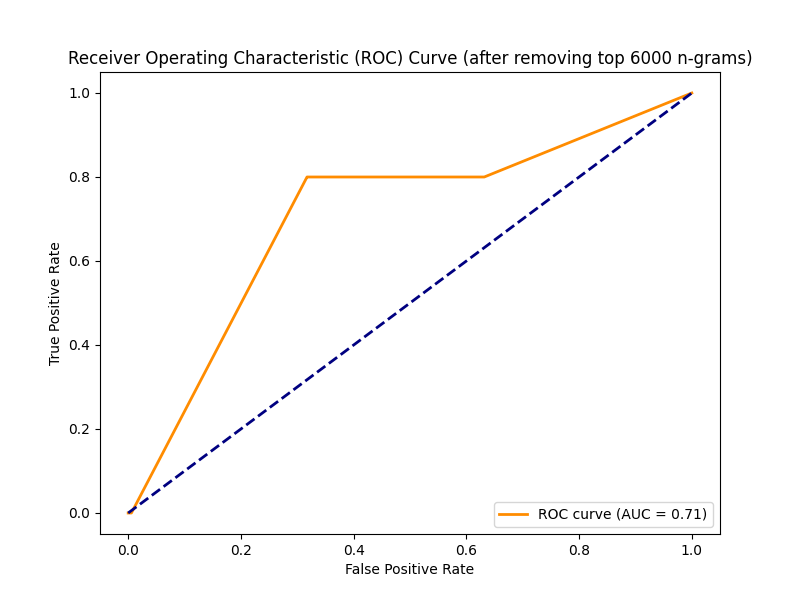 Receiver Operating Characteristic (ROC) Curve (after removing top 6000 n-grams)
1.0
0.8
0.6
0.4
0.2
0.0
True Positive Rate
ROC curve (AUC = 0.71)
0.0 0.2 0.4 0.6 0.8 1.0
False Positive Rate